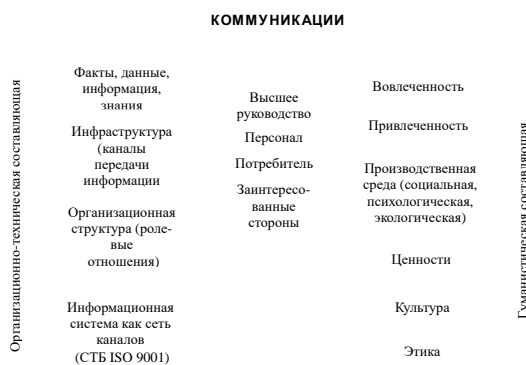 КОММУНИКАЦИИ
Организационно-техническая составляющая
Факты, данные,
информация,
знания
Инфраструктура
(каналы
передачи
информации
Организационная
структура (роле-
вые
отношения)
Информационная
система как сеть
каналов
(СТБ ISO 9001)
Высшее
руководство
Персонал
Потребитель
Заинтересо-
ванные
стороны
Вовлеченность
Привлеченность
Производственная
среда (социальная,
психологическая,
экологическая)
Ценности
Культура
Этика
Гуманистическая составляющая